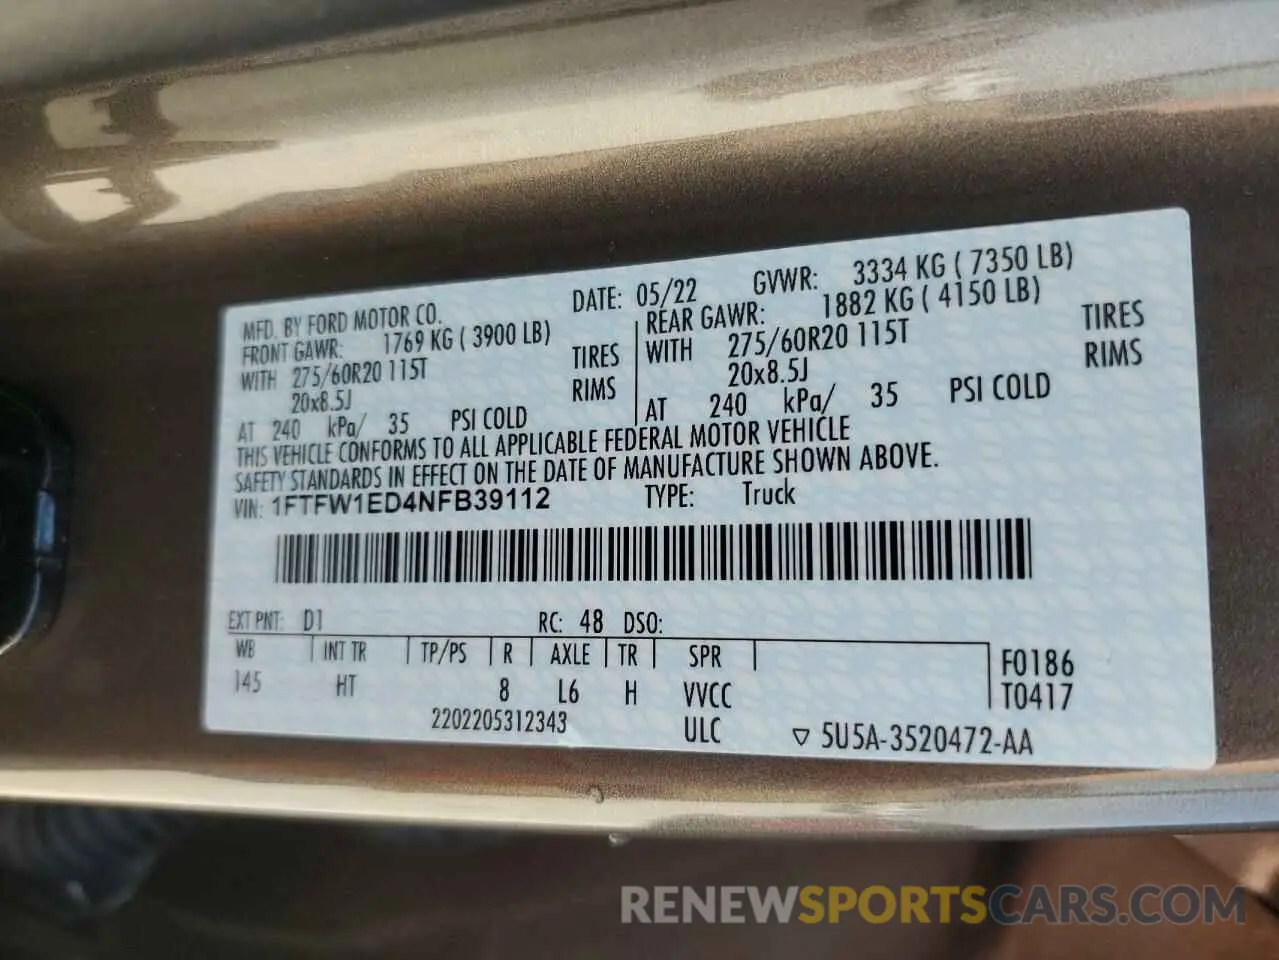 MFD. BY FORD MOTOR CO. DATE: 05/22 GVWR: 3334 KG ( 7350 LB)
FRONT GAWR: 1769 KG ( 3900 LB) REAR GAWR: 1882 KG ( 4150 LB)
WITH 275/60R20 115T TIRES WITH 275/60R20 115T TIRES
20x8.5J RIMS 20x8.5J RIMS
AT 240 kPa/ 35 PSI COLD AT 240 kPa/ 35 PSI COLD
THIS VEHICLE CONFORMS TO ALL APPLICABLE FEDERAL MOTOR VEHICLE
SAFETY STANDARDS IN EFFECT ON THE DATE OF MANUFACTURE SHOWN ABOVE.
VIN: 1FTFW1ED4NFB39112 TYPE: Truck
EXT PNT: D1 RC: 48 DSO:
WB INT TR TP/PS R AXLE TR SPR F0186
145 HT 8 L6 H VVCC T0417
2202205312343 ULC ▽ 5U5A-3520472-AA
RENEWSPORTSCARS.COM